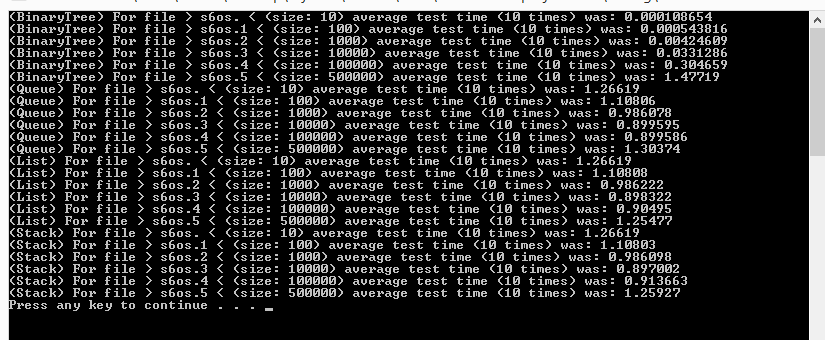 (BinaryTree) For file > s6os. < (size: 10) average test time (10 times) was: 0.000108654
(BinaryTree) For file > s6os.1 < (size: 100) average test time (10 times) was: 0.000543816
(BinaryTree) For file > s6os.2 < (size: 1000) average test time (10 times) was: 0.00424609
(BinaryTree) For file > s6os.3 < (size: 10000) average test time (10 times) was: 0.0331286
(BinaryTree) For file > s6os.4 < (size: 100000) average test time (10 times) was: 0.304659
(BinaryTree) For file > s6os.5 < (size: 500000) average test time (10 times) was: 1.47719
(Queue) For file > s6os. < (size: 10) average test time (10 times) was: 1.26619
(Queue) For file > s6os.1 < (size: 100) average test time (10 times) was: 1.10806
(Queue) For file > s6os.2 < (size: 1000) average test time (10 times) was: 0.986078
(Queue) For file > s6os.3 < (size: 10000) average test time (10 times) was: 0.899595
(Queue) For file > s6os.4 < (size: 100000) average test time (10 times) was: 0.899586
(Queue) For file > s6os.5 < (size: 500000) average test time (10 times) was: 1.30374
(List) For file > s6os. < (size: 10) average test time (10 times) was: 1.26619
(List) For file > s6os.1 < (size: 100) average test time (10 times) was: 1.10808
(List) For file > s6os.2 < (size: 1000) average test time (10 times) was: 0.986222
(List) For file > s6os.3 < (size: 10000) average test time (10 times) was: 0.898322
(List) For file > s6os.4 < (size: 100000) average test time (10 times) was: 0.90495
(List) For file > s6os.5 < (size: 500000) average test time (10 times) was: 1.25477
(Stack) For file > s6os. < (size: 10) average test time (10 times) was: 1.26619
(Stack) For file > s6os.1 < (size: 100) average test time (10 times) was: 1.10803
(Stack) For file > s6os.2 < (size: 1000) average test time (10 times) was: 0.986098
(Stack) For file > s6os.3 < (size: 10000) average test time (10 times) was: 0.897002
(Stack) For file > s6os.4 < (size: 100000) average test time (10 times) was: 0.913663
(Stack) For file > s6os.5 < (size: 500000) average test time (10 times) was: 1.25927
Press any key to continue . . . _